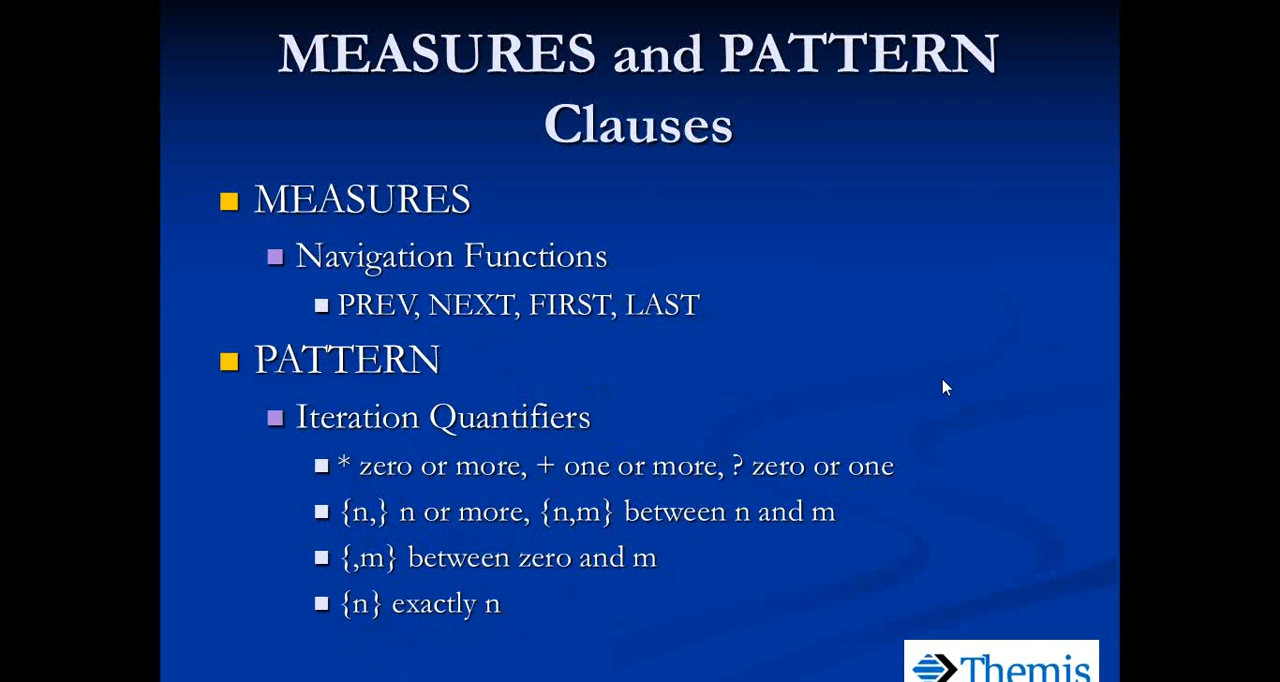 MEASURES and PATTERN
Clauses
MEASURES
Navigation Functions
PREV, NEXT, FIRST, LAST
PATTERN
Iteration Quantifiers
* zero or more, + one or more, ? zero or one
{n,} n or more, {n,m} between n and m
{,m} between zero and m
{n} exactly n
Themis